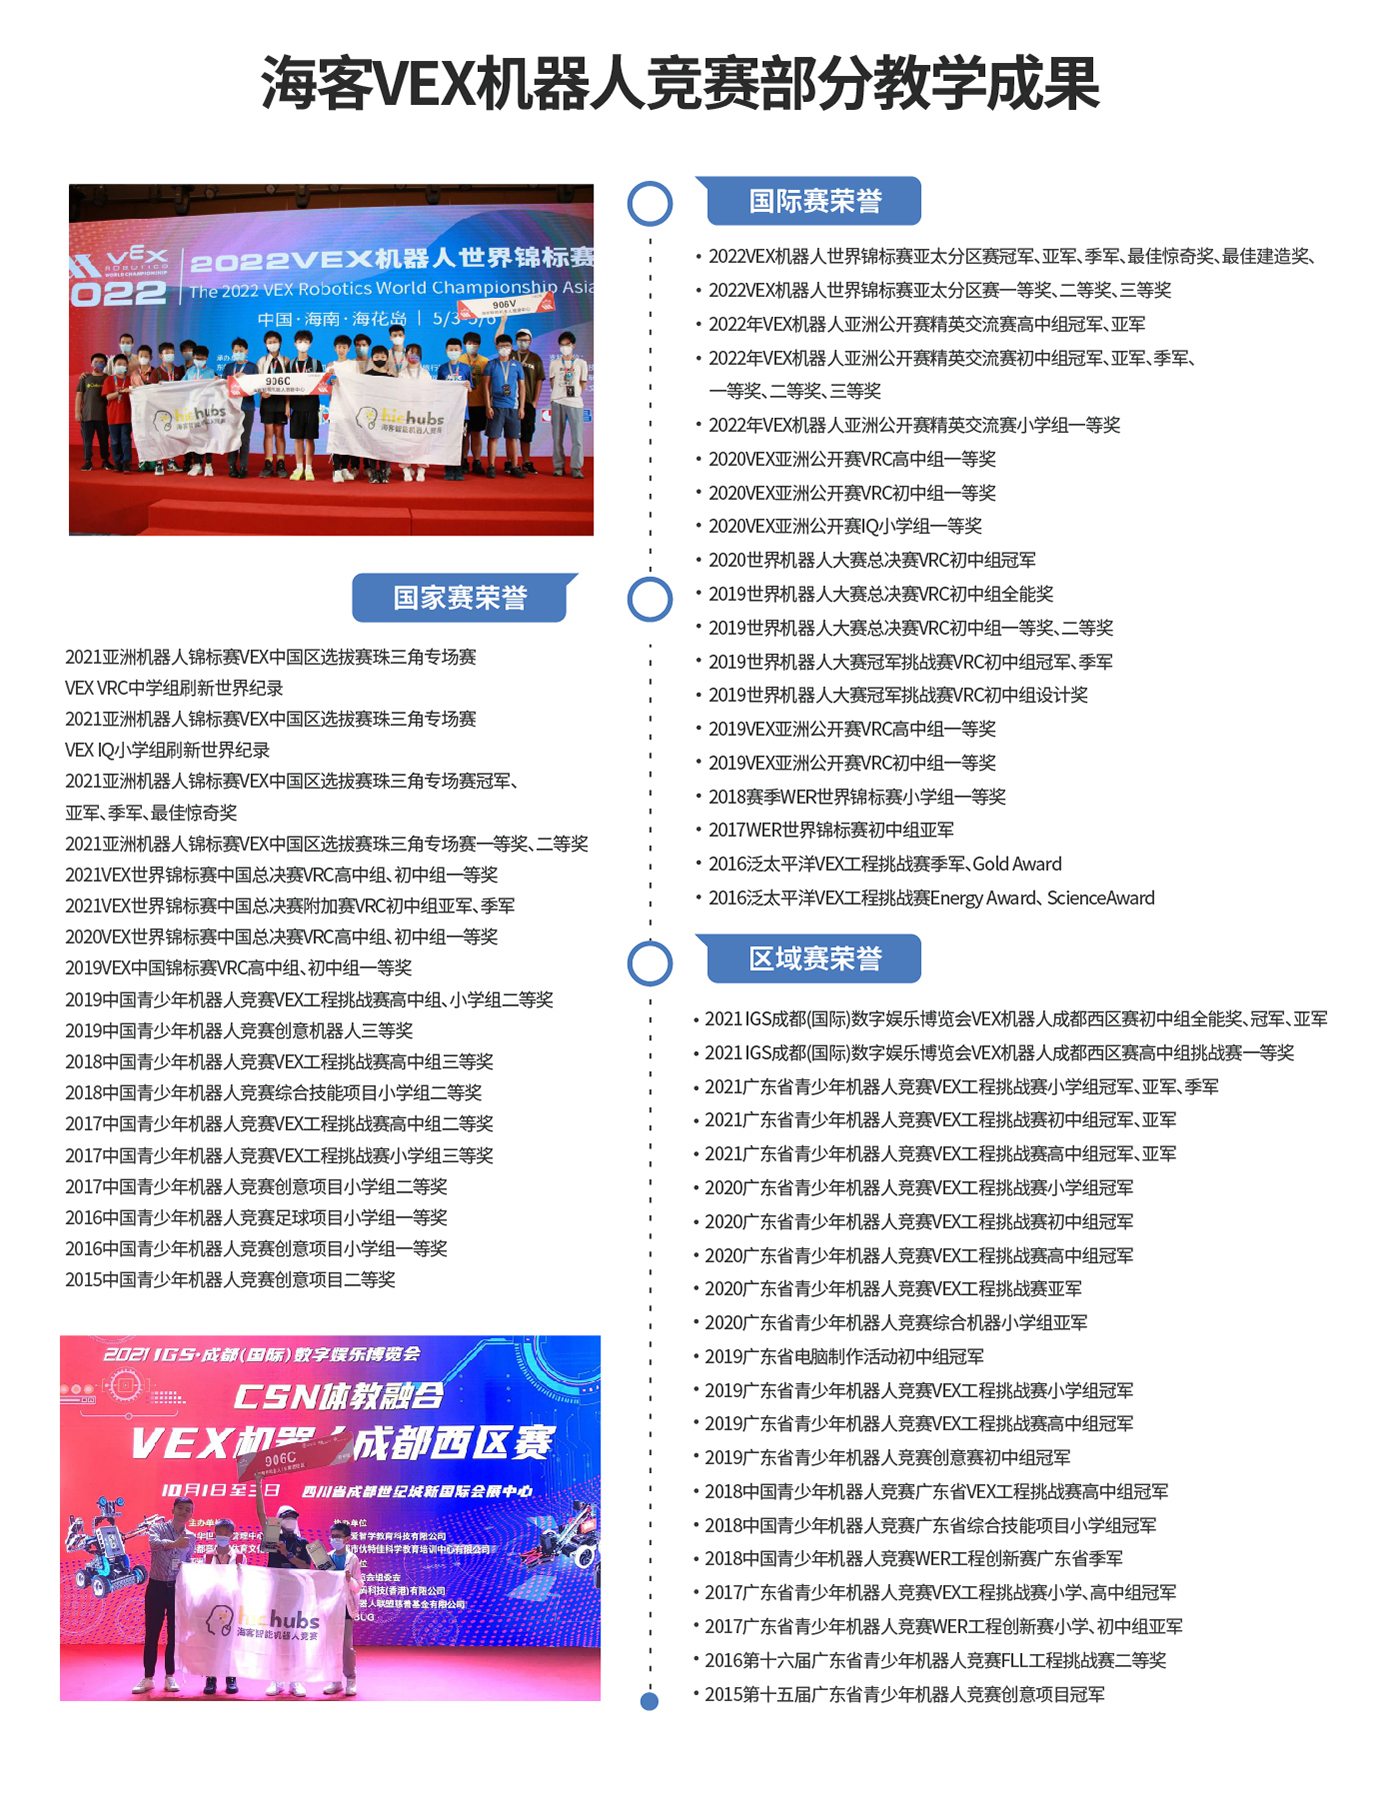 海客VEX机器人竞赛部分教学成果
VEX
ROBOTICS
WORLD CHAMPIONSHIP
2022
2022VEX机器人世界锦标赛
The 2022 VEX Robotics World Championship Asia
中国·海南·海花岛 | 5/3-5/6
906V
906C
hichubs
海客智能机器人竞赛
hichubs
海客智能机器人竞赛
国际赛荣誉
• 2022VEX机器人世界锦标赛亚太分区赛冠军、亚军、季军、最佳惊奇奖、最佳建造奖、
• 2022VEX机器人世界锦标赛亚太分区赛一等奖、二等奖、三等奖
• 2022年VEX机器人亚洲公开赛精英交流赛高中组冠军、亚军
• 2022年VEX机器人亚洲公开赛精英交流赛初中组冠军、亚军、季军、
一等奖、二等奖、三等奖
• 2022年VEX机器人亚洲公开赛精英交流赛小学组一等奖
• 2020VEX亚洲公开赛VRC高中组一等奖
• 2020VEX亚洲公开赛VRC初中组一等奖
• 2020VEX亚洲公开赛IQ小学组一等奖
• 2020世界机器人大赛总决赛VRC初中组冠军
• 2019世界机器人大赛总决赛VRC初中组全能奖
• 2019世界机器人大赛总决赛VRC初中组一等奖、二等奖
• 2019世界机器人大赛冠军挑战赛VRC初中组冠军、季军
• 2019世界机器人大赛冠军挑战赛VRC初中组设计奖
• 2019VEX亚洲公开赛VRC高中组一等奖
• 2019VEX亚洲公开赛VRC初中组一等奖
• 2018赛季WER世界锦标赛小学组一等奖
• 2017WER世界锦标赛初中组亚军
• 2016泛太平洋VEX工程挑战赛季军、Gold Award
• 2016泛太平洋VEX工程挑战赛Energy Award、ScienceAward
国家赛荣誉
2021亚洲机器人锦标赛VEX中国区选拔赛珠三角专场赛
VEX VRC中学组刷新世界纪录
2021亚洲机器人锦标赛VEX中国区选拔赛珠三角专场赛
VEX IQ小学组刷新世界纪录
2021亚洲机器人锦标赛VEX中国区选拔赛珠三角专场赛冠军、
亚军、季军、最佳惊奇奖
2021亚洲机器人锦标赛VEX中国区选拔赛珠三角专场赛一等奖、二等奖
2021VEX世界锦标赛中国总决赛VRC高中组、初中组一等奖
2021VEX世界锦标赛中国总决赛附加赛VRC初中组亚军、季军
2020VEX世界锦标赛中国总决赛VRC高中组、初中组一等奖
2019VEX中国锦标赛VRC高中组、初中组一等奖
2019中国青少年机器人竞赛VEX工程挑战赛高中组、小学组二等奖
2019中国青少年机器人竞赛创意机器人三等奖
2018中国青少年机器人竞赛VEX工程挑战赛高中组三等奖
2018中国青少年机器人竞赛综合技能项目小学组二等奖
2017中国青少年机器人竞赛VEX工程挑战赛高中组二等奖
2017中国青少年机器人竞赛VEX工程挑战赛小学组三等奖
2017中国青少年机器人竞赛创意项目小学组二等奖
2016中国青少年机器人竞赛足球项目小学组一等奖
2016中国青少年机器人竞赛创意项目小学组一等奖
2015中国青少年机器人竞赛创意项目二等奖
区域赛荣誉
• 2021 IGS成都(国际)数字娱乐博览会VEX机器人成都西区赛初中组全能奖、冠军、亚军
• 2021 IGS成都(国际)数字娱乐博览会VEX机器人成都西区赛高中组挑战赛一等奖
• 2021广东省青少年机器人竞赛VEX工程挑战赛小学组冠军、亚军、季军
• 2021广东省青少年机器人竞赛VEX工程挑战赛初中组冠军、亚军
• 2021广东省青少年机器人竞赛VEX工程挑战赛高中组冠军、亚军
• 2020广东省青少年机器人竞赛VEX工程挑战赛小学组冠军
• 2020广东省青少年机器人竞赛VEX工程挑战赛初中组冠军
• 2020广东省青少年机器人竞赛VEX工程挑战赛高中组冠军
• 2020广东省青少年机器人竞赛VEX工程挑战赛亚军
• 2020广东省青少年机器人竞赛综合机器小学组亚军
• 2019广东省电脑制作活动初中组冠军
• 2019广东省青少年机器人竞赛VEX工程挑战赛小学组冠军
• 2019广东省青少年机器人竞赛VEX工程挑战赛高中组冠军
• 2019广东省青少年机器人竞赛创意赛初中组冠军
• 2018中国青少年机器人竞赛广东省VEX工程挑战赛高中组冠军
• 2018中国青少年机器人竞赛广东省综合技能项目小学组冠军
• 2018中国青少年机器人竞赛WER工程创新赛广东省季军
• 2017广东省青少年机器人竞赛VEX工程挑战赛小学、高中组冠军
• 2017广东省青少年机器人竞赛WER工程创新赛小学、初中组亚军
• 2016第十六届广东省青少年机器人竞赛FLL工程挑战赛二等奖
• 2015第十五届广东省青少年机器人竞赛创意项目冠军
2021 IGS·成都(国际)数字娱乐博览会
CSN体教融合
VEX机器人成都西区赛
906C
10月1日至3日 四川省成都世纪城新国际会展中心
主办单位
爱智学教育科技有限公司
市优特佳科学教育培训中心有限公司
览会组委会
科技(香港)有限公司
器人联盟慈善基金有限公司
BUG
hichubs
海客智能机器人竞赛